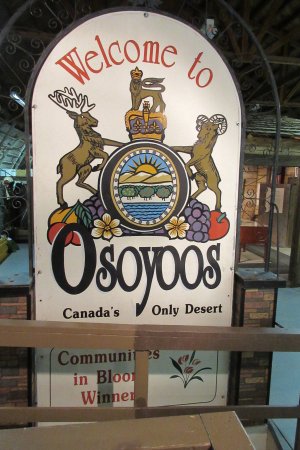 Welcome to
Osoyoos
Canada's Only Desert
Communities
in Bloom
Winner